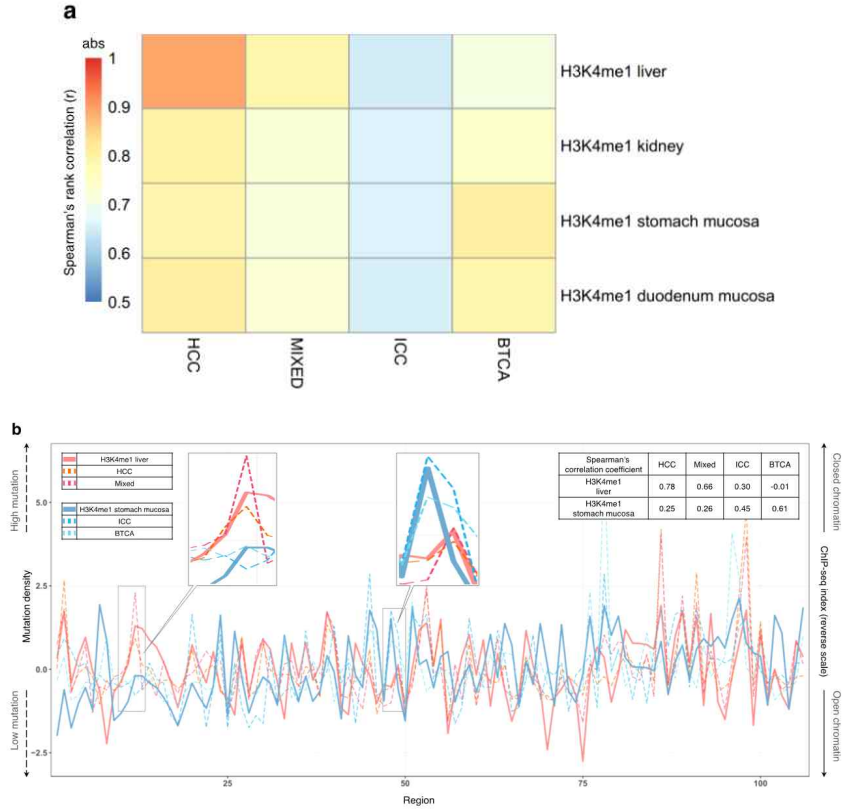 a
abs
1
0.9
0.8
0.7
0.6
0.5
Spearman's rank correlation (r)
H3K4me1 liver
H3K4me1 kidney
H3K4me1 stomach mucosa
H3K4me1 duodenum mucosa
HCC
MIXED
ICC
BTCA
b
High mutation
Mutation density
Low mutation
5.0
2.5
0.0
−2.5
H3K4me1 liver
HCC
Mixed
H3K4me1 stomach mucosa
ICC
BTCA
Spearman's correlation coefficient HCC Mixed ICC BTCA
H3K4me1 liver 0.78 0.66 0.30 -0.01
H3K4me1 stomach mucosa 0.25 0.26 0.45 0.61
Closed chromatin
ChIP-seq index (reverse scale)
Open chromatin
25
50
75
100
Region